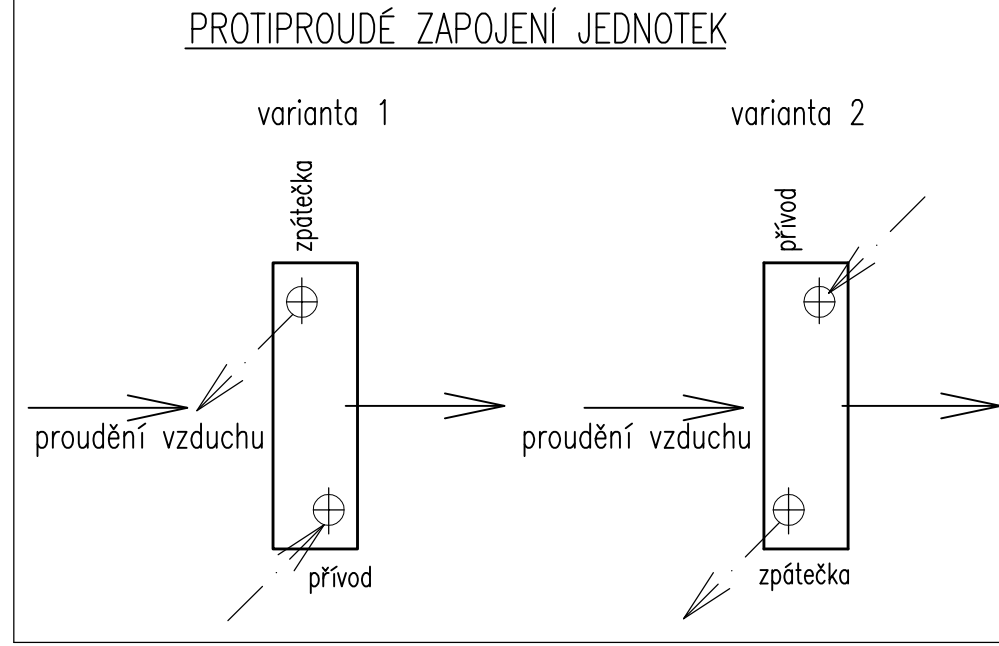 PROTIPROUDÉ ZAPOJENÍ JEDNOTEK
varianta 1
zpátečka
proudění vzduchu
přívod
varianta 2
přívod
proudění vzduchu
zpátečka